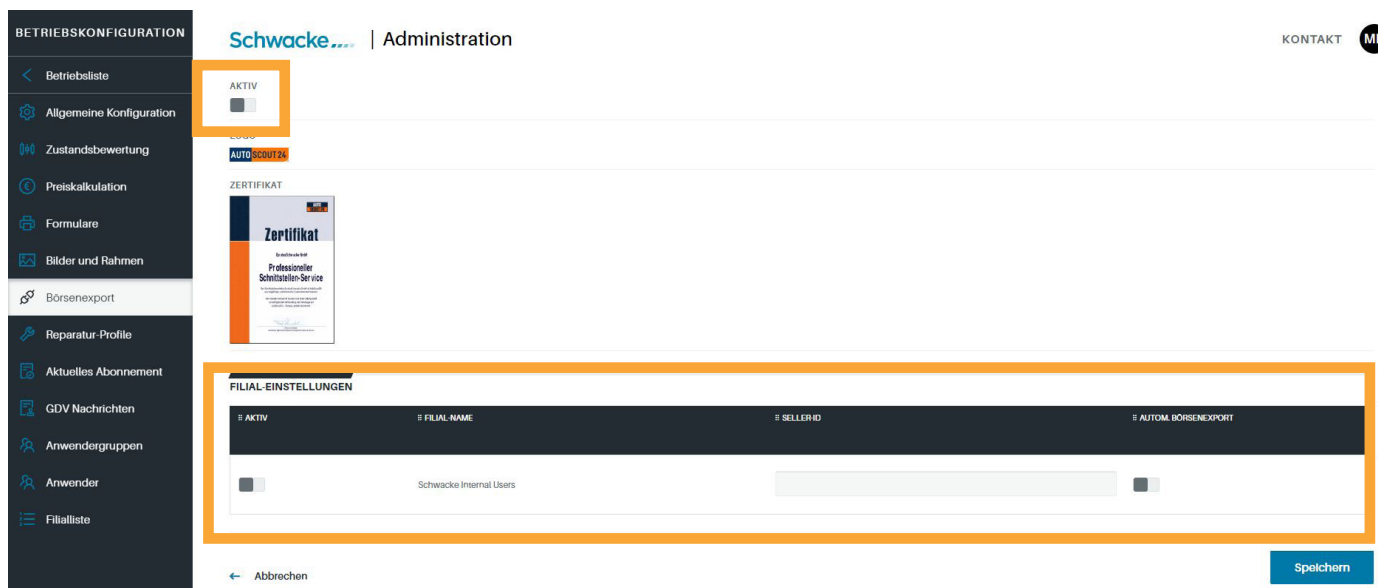 BETRIEBSKONFIGURATION
Schwacke.... | Administration
KONTAKT
Betriebsliste
Allgemeine Konfiguration
Zustandsbewertung
Preiskalkulation
Formulare
Bilder und Rahmen
Börsenexport
Reparatur-Profile
Aktuelles Abonnement
GDV Nachrichten
Anwendergruppen
Anwender
Filialliste
AKTIV
AUTO SCOUT24
ZERTIFIKAT
Zertifikat
Professioneller
Schnittstellen-Service
FILIAL-EINSTELLUNGEN
AKTIV FILIAL-NAME SELLER-ID AUTOM. BÖRSENEXPORT
Schwacke Internal Users
← Abbrechen
Speichern